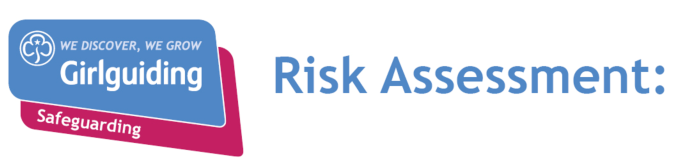 WE DISCOVER, WE GROW
Girlguiding
Safeguarding
Risk Assessment: